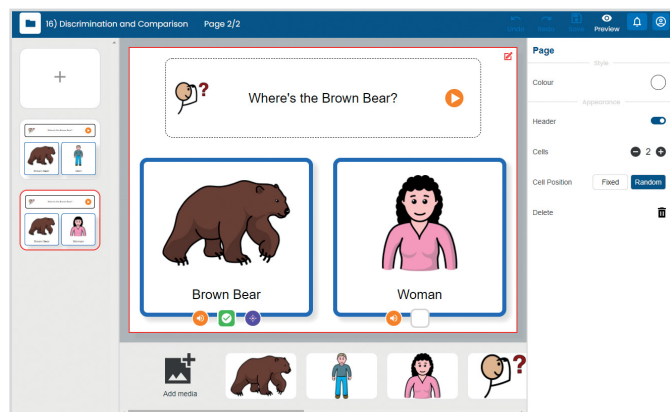 16) Discrimination and Comparison Page 2/2
Preview
Page
Style
Colour
Appearance
Header
Cells 2
Cell Position Fixed Random
Delete
?
Where's the Brown Bear?
Brown Bear
Woman
Add media
?